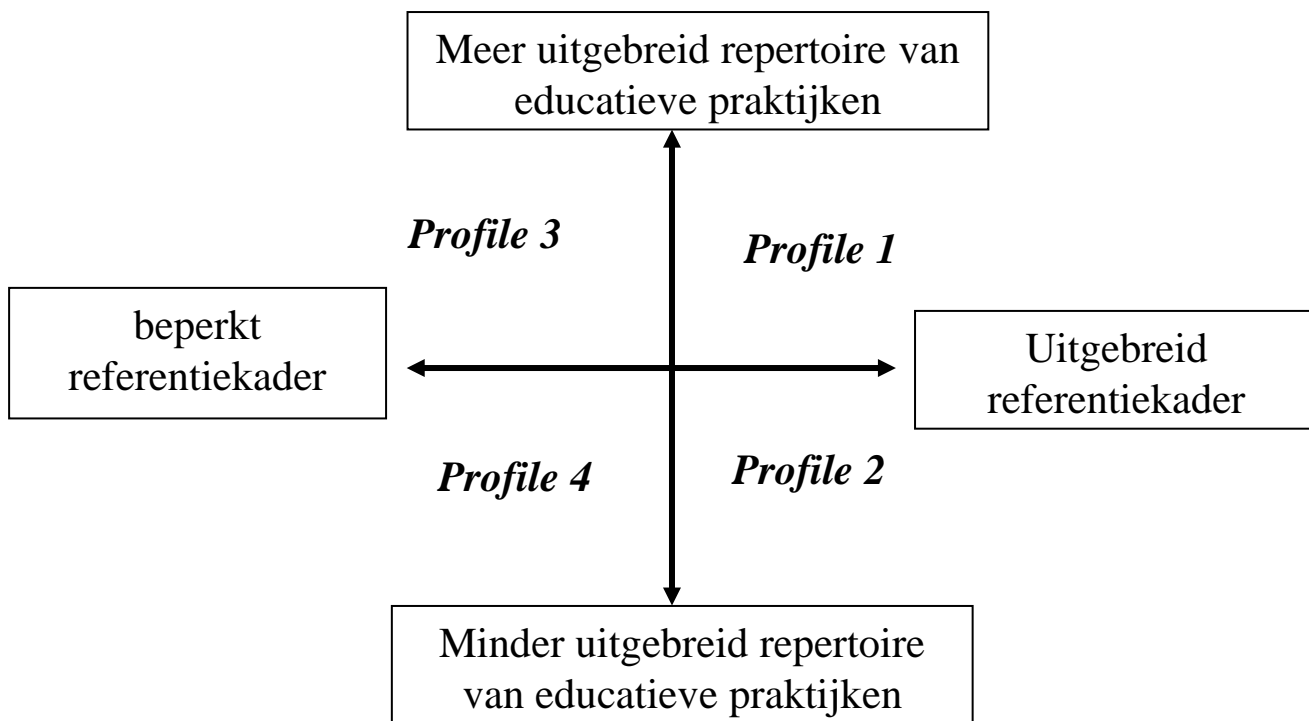 Meer uitgebreid repertoire van
educatieve praktijken
Profile 3
Profile 1
beperkt
referentiekader
Uitgebreid
referentiekader
Profile 4
Profile 2
Minder uitgebreid repertoire
van educatieve praktijken